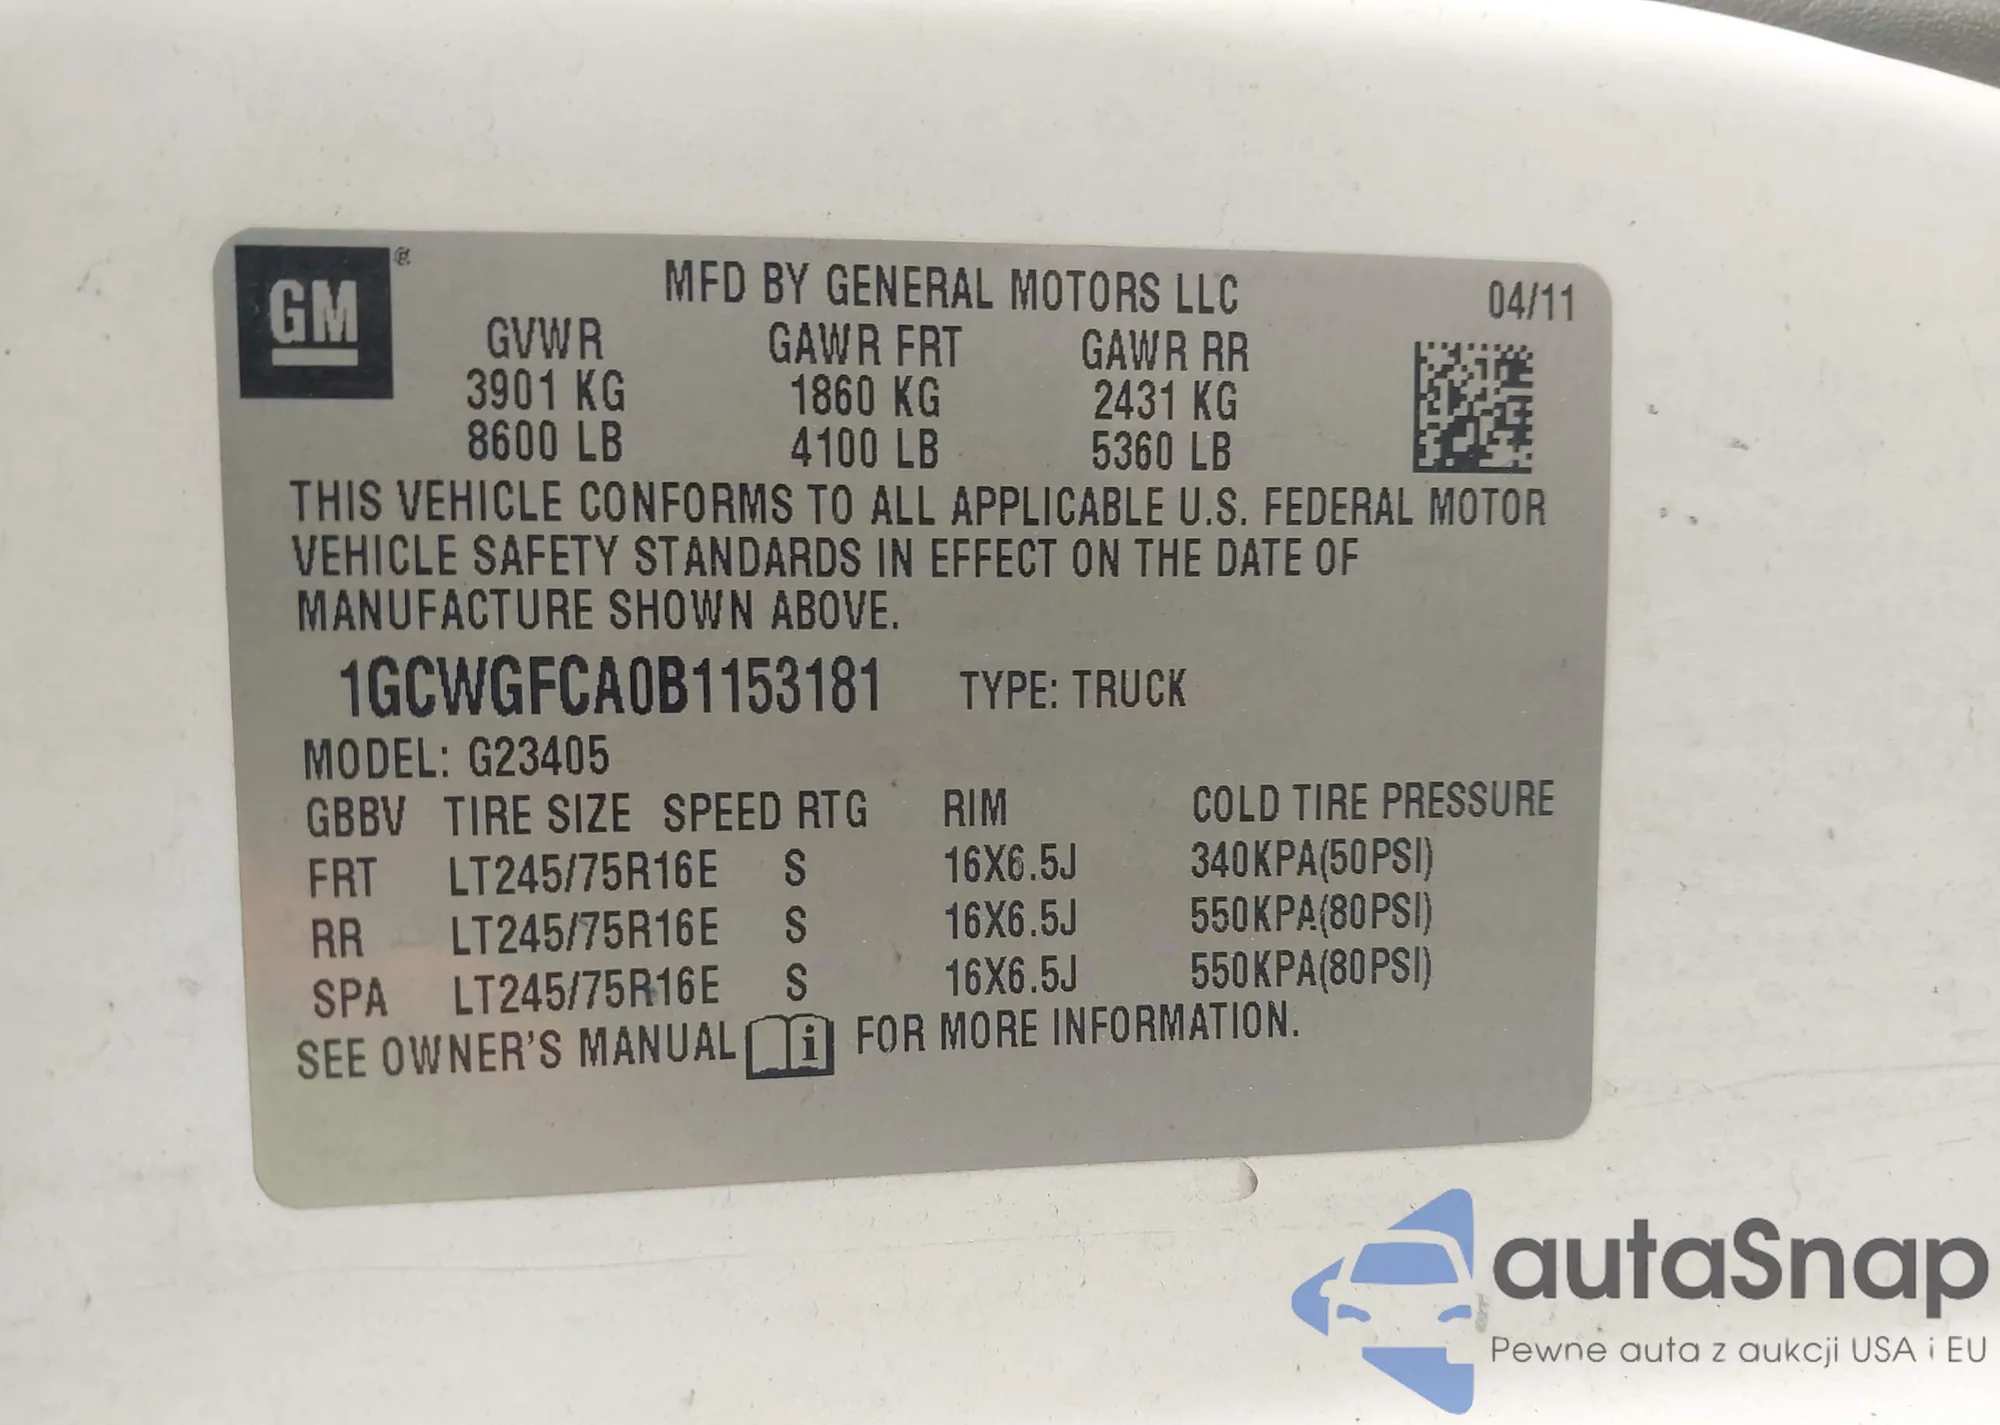 GM®
MFD BY GENERAL MOTORS LLC 04/11
GVWR GAWR FRT GAWR RR
3901 KG 1860 KG 2431 KG
8600 LB 4100 LB 5360 LB
THIS VEHICLE CONFORMS TO ALL APPLICABLE U.S. FEDERAL MOTOR
VEHICLE SAFETY STANDARDS IN EFFECT ON THE DATE OF
MANUFACTURE SHOWN ABOVE.
1GCWGFCA0B1153181 TYPE: TRUCK
MODEL: G23405
GBBV TIRE SIZE SPEED RTG RIM COLD TIRE PRESSURE
FRT LT245/75R16E S 16X6.5J 340KPA(50PSI)
RR LT245/75R16E S 16X6.5J 550KPA(80PSI)
SPA LT245/75R16E S 16X6.5J 550KPA(80PSI)
SEE OWNER'S MANUAL i FOR MORE INFORMATION.
autaSnap
Pewne auta z aukcji USA i EU